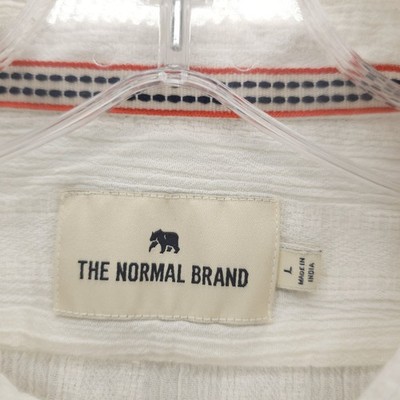 THE NORMAL BRAND
L
MADE IN
INDIA